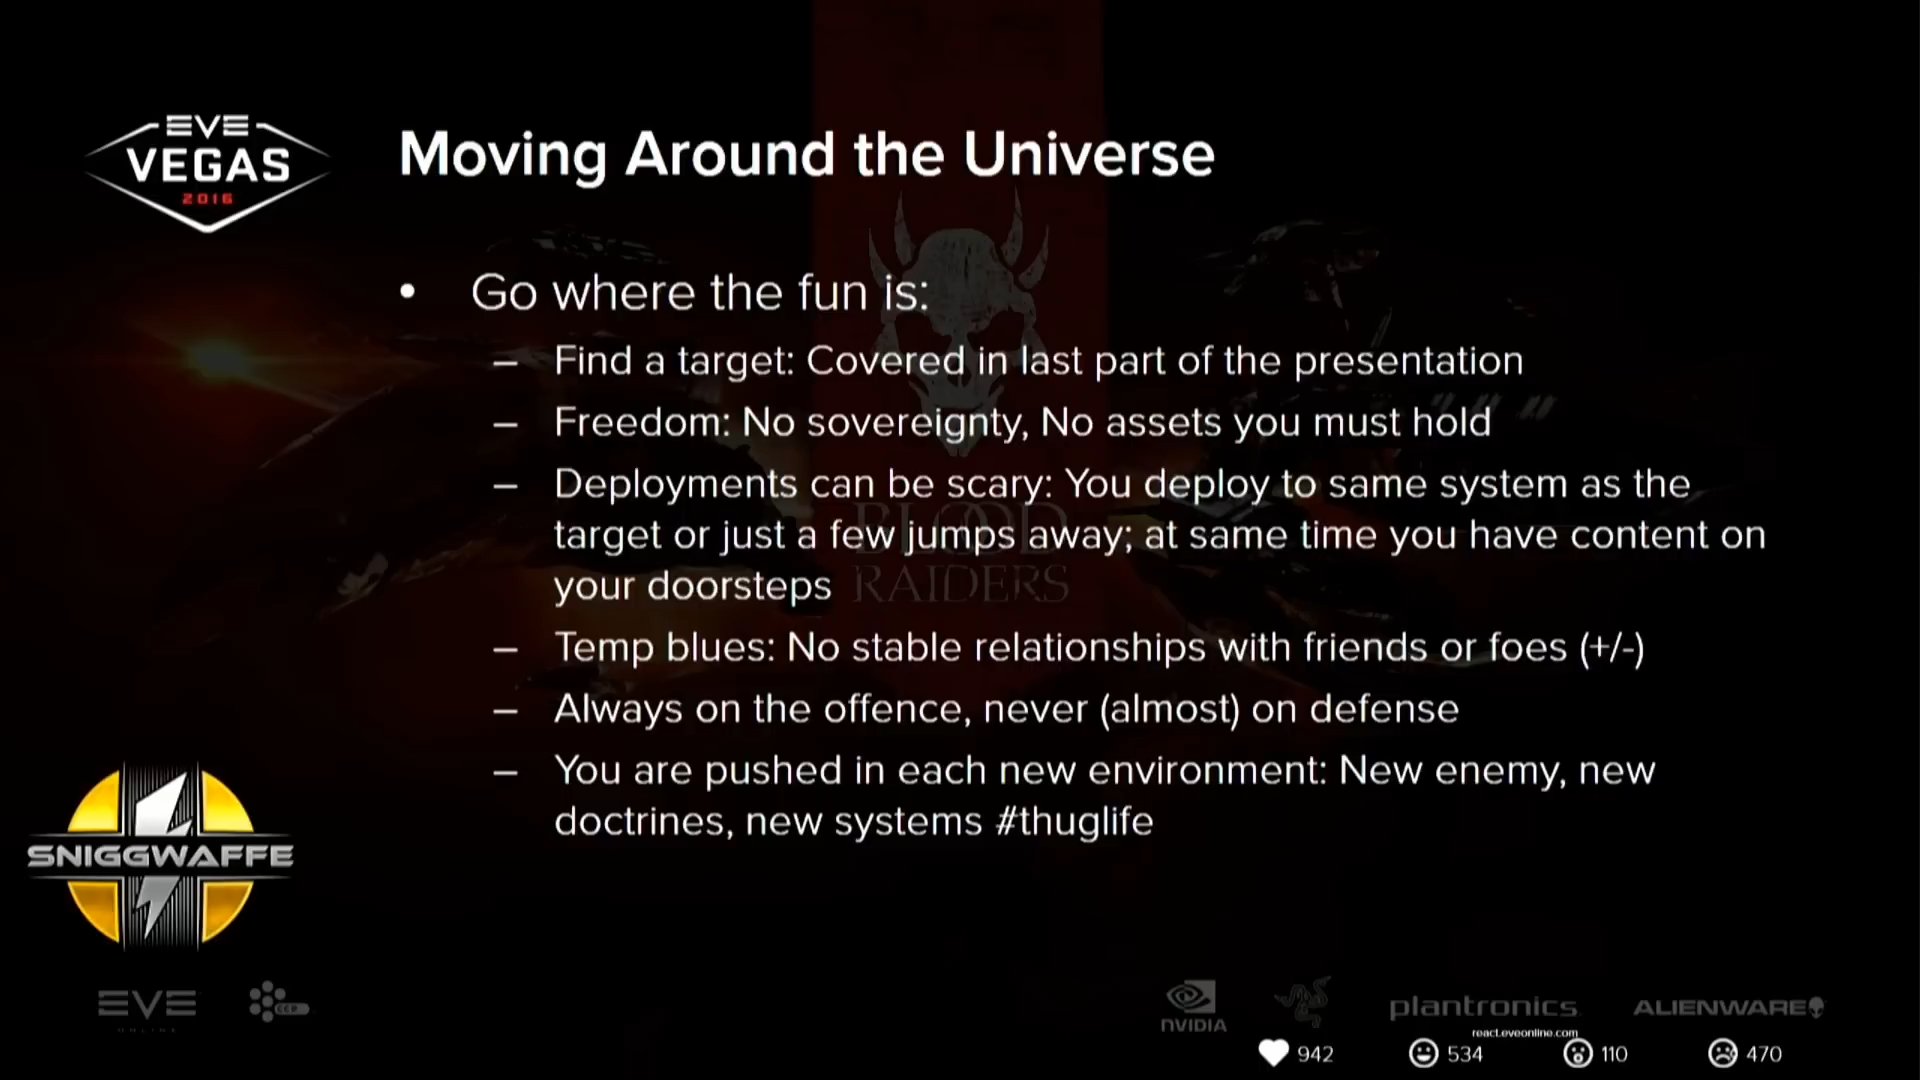 EVE
VEGAS
2016
Moving Around the Universe
• Go where the fun is:
– Find a target: Covered in last part of the presentation
– Freedom: No sovereignty, No assets you must hold
– Deployments can be scary: You deploy to same system as the
target or just a few jumps away; at same time you have content on
your doorsteps
– Temp blues: No stable relationships with friends or foes (+/-)
– Always on the offence, never (almost) on defense
– You are pushed in each new environment: New enemy, new
doctrines, new systems #thuglife
BLOOD
RAIDERS
SNIGGWAFFE
EVE
ONLINE
CCP
NVIDIA
plantronics
ALIENWARE
react.eveonline.com
942 534 110 470